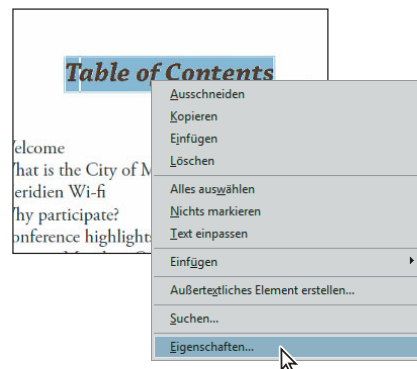 Table of Contents
elcome
hat is the City of M
eridien Wi-fi
hy participate?
onference highlights
Ausschneiden
Kopieren
Einfügen
Löschen
Alles auswählen
Nichts markieren
Text einpassen
Einfügen
Außertextliches Element erstellen...
Suchen...
Eigenschaften...